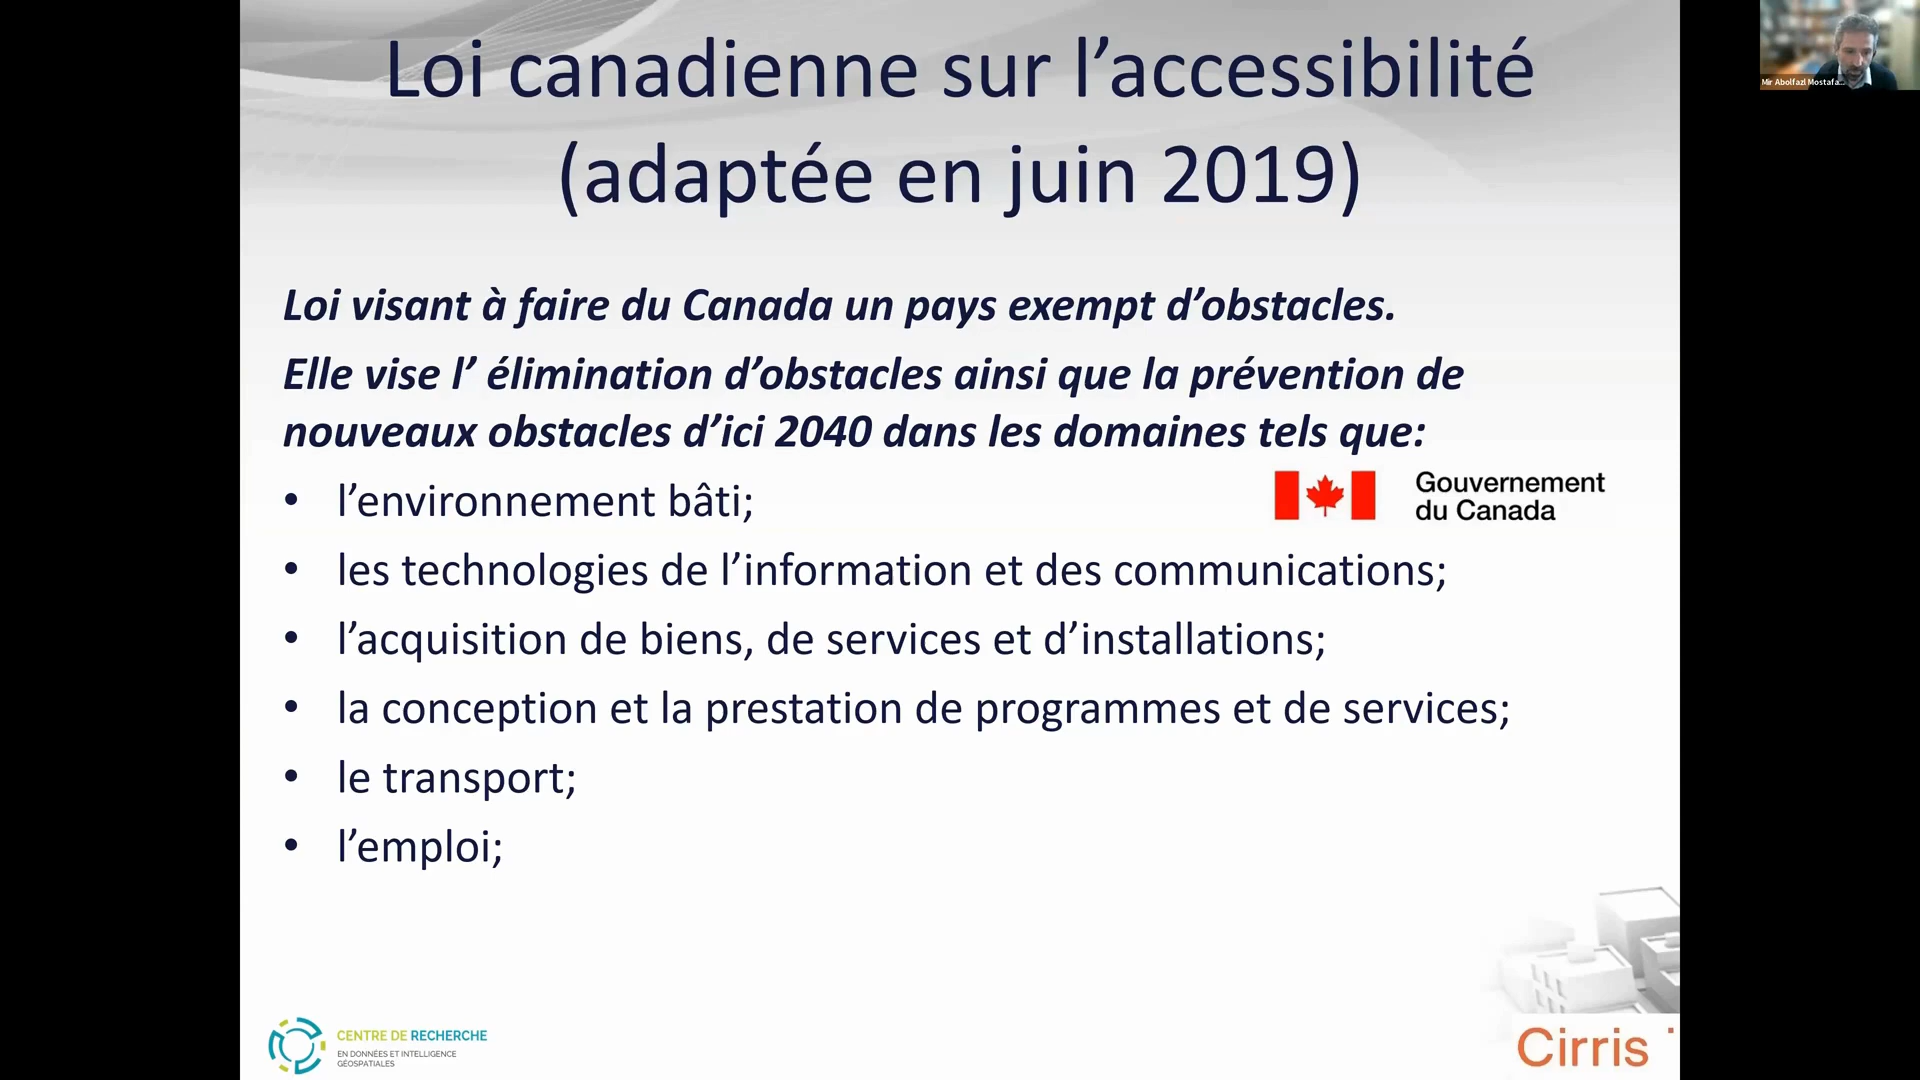 Loi canadienne sur l’accessibilité
(adaptée en juin 2019)
Mir Abolfazl Mostafa...
Loi visant à faire du Canada un pays exempt d’obstacles.
Elle vise l’ élimination d’obstacles ainsi que la prévention de
nouveaux obstacles d’ici 2040 dans les domaines tels que:
• l’environnement bâti;
Gouvernement
du Canada
• les technologies de l’information et des communications;
• l’acquisition de biens, de services et d’installations;
• la conception et la prestation de programmes et de services;
• le transport;
• l’emploi;
CENTRE DE RECHERCHE
EN DONNÉES ET INTELLIGENCE
GÉOSPATIALES
Cirris